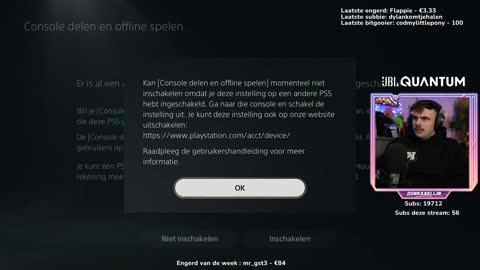 Laatste engerd: Flappie - €3.33
Laatste subbie: dylankomtjehalen
Laatste bitgooier: codmylittlepony - 100
Console delen en offline spelen
Er is al een
Kan [Console delen en offline spelen] momenteel niet
inschakelen omdat je deze instelling op een andere PS5
hebt ingeschakeld. Ga naar die console en schakel de
instelling uit. Je kunt deze instelling ook op onze website
uitschakelen:
https://www.playstation.com/acct/device/
Raadpleeg de gebruikershandleiding voor meer
informatie.
OK
Wil je [Console
die deze PS5
De [Console
gebruikers op
Je kunt één PS
rekening mee
JBL QUANTUM
DONKAAKLIJN
Subs: 19712
Subs deze stream: 56
Niet inschakelen
Inschakelen
Engerd van de week : mr_gst3 - €84